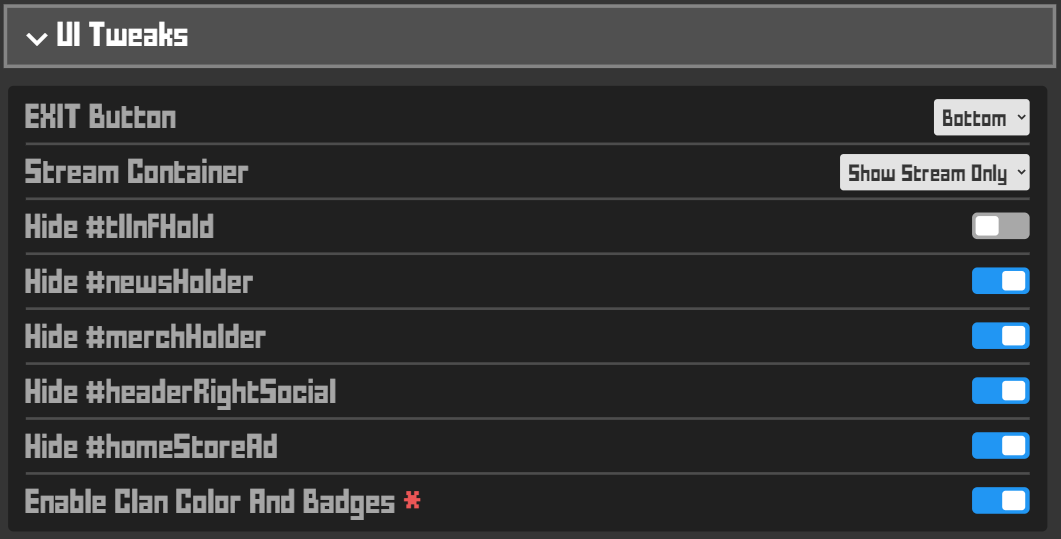 UI Tweaks
EXIT Button
Bottom
Stream Container
Show Stream Only
Hide #tlInfHold
Hide #newsHolder
Hide #merchHolder
Hide #headerRightSocial
Hide #homeStoreAd
Enable Clan Color And Badges *